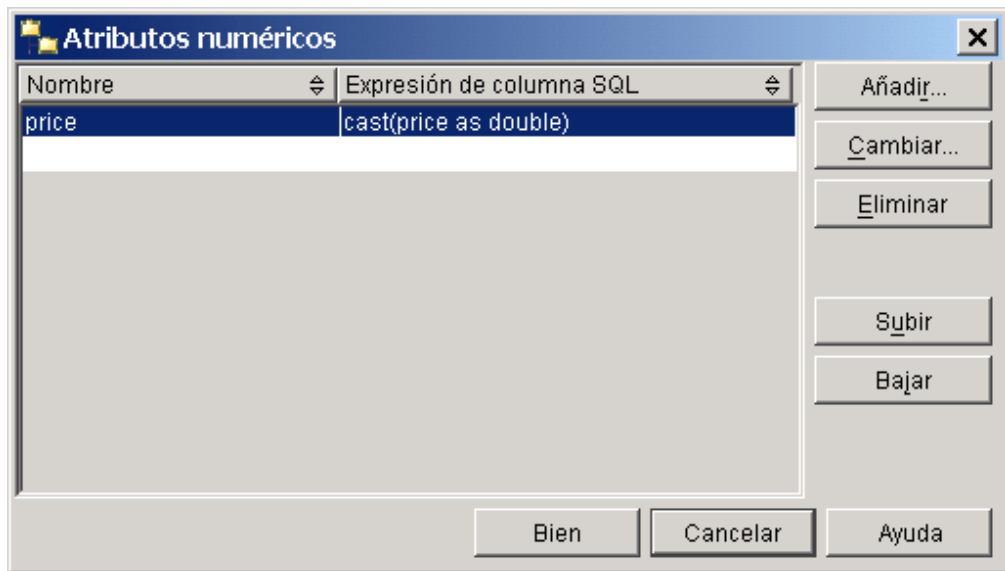 Atributos numéricos
Nombre Expresión de columna SQL
price cast(price as double)
Añadir...
Cambiar...
Eliminar
Subir
Bajar
Bien Cancelar Ayuda